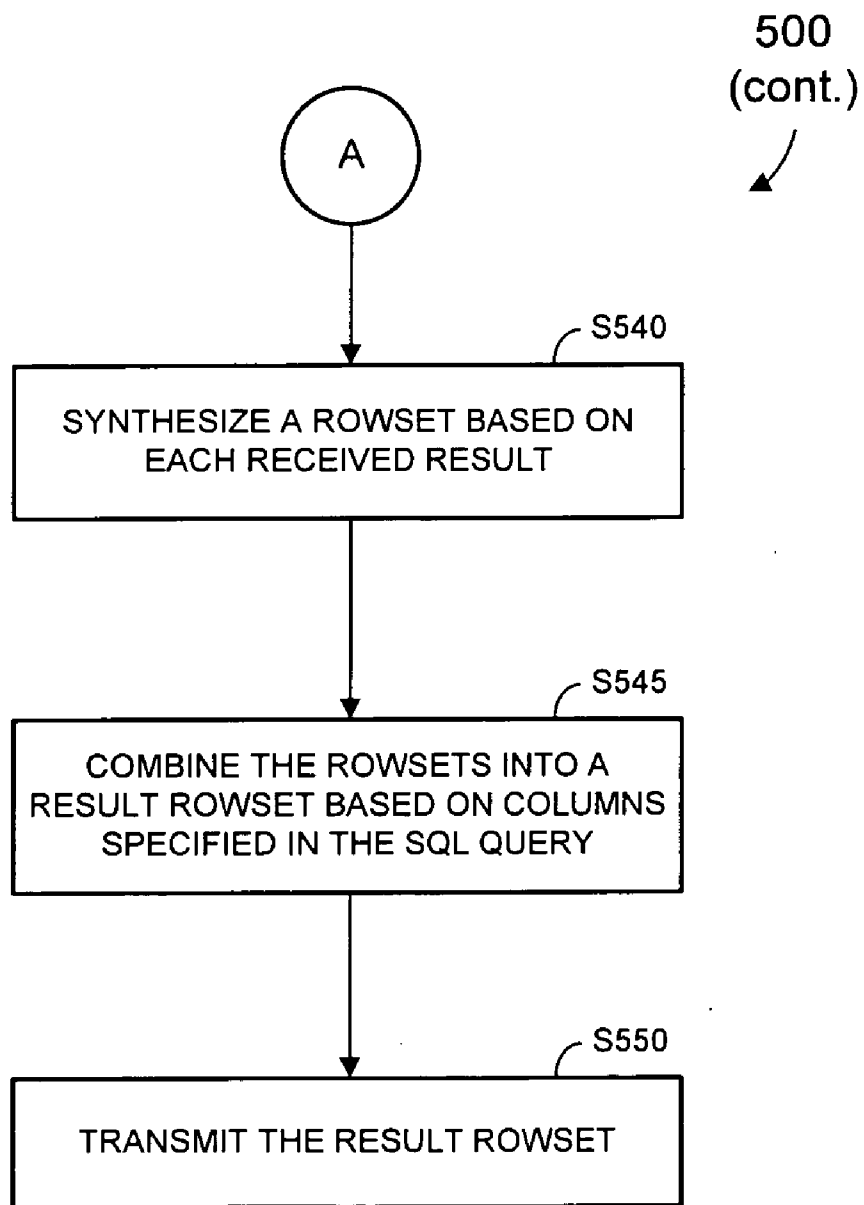 500
(cont.)
A
S540
SYNTHESIZE A ROWSET BASED ON
EACH RECEIVED RESULT
S545
COMBINE THE ROWSETS INTO A
RESULT ROWSET BASED ON COLUMNS
SPECIFIED IN THE SQL QUERY
S550
TRANSMIT THE RESULT ROWSET